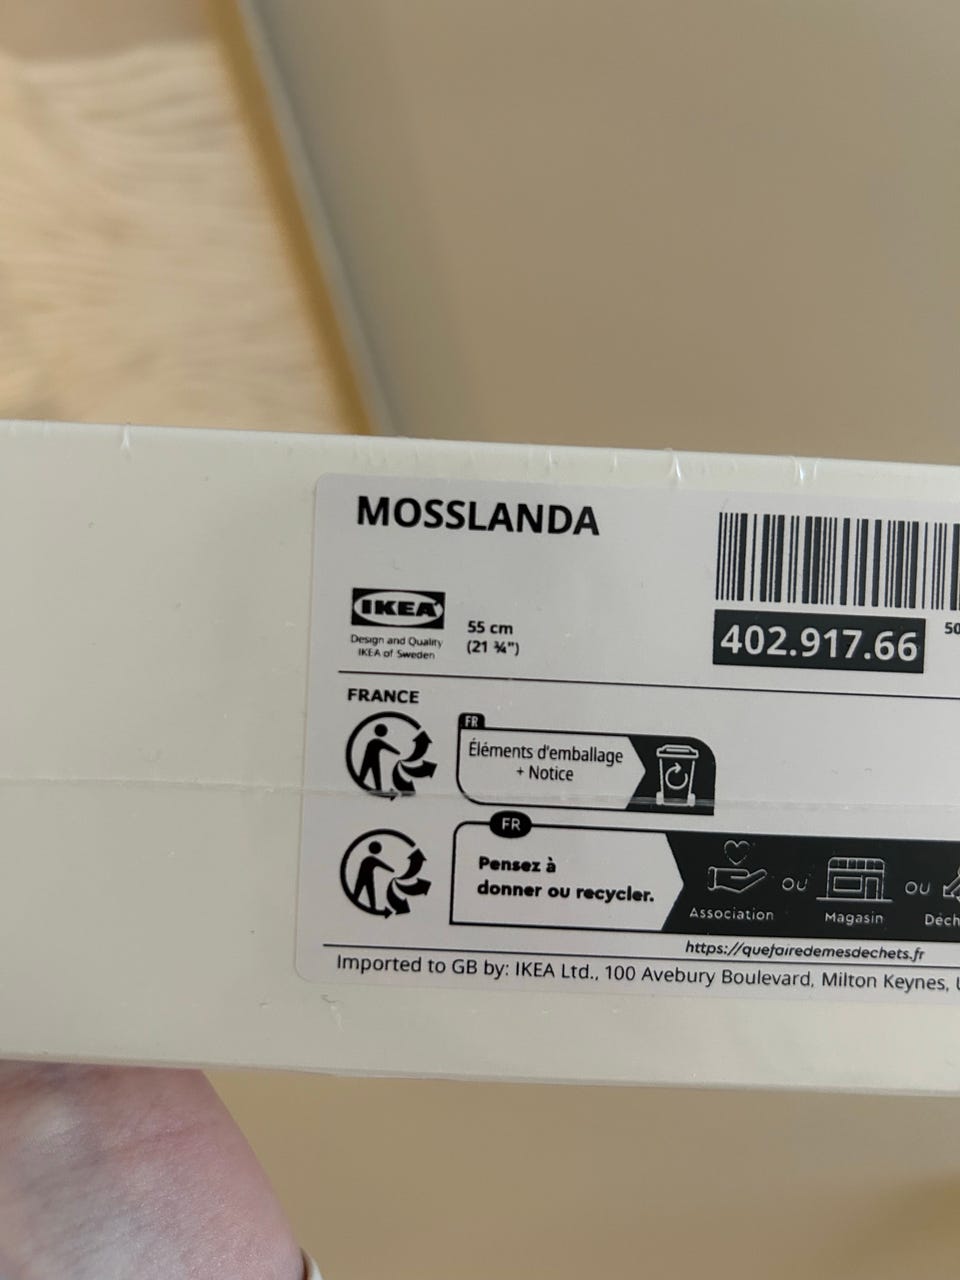 MOSSLANDA
IKEA
Design and Quality
IKEA of Sweden
55 cm
(21 ¾")
402.917.66
50
FRANCE
FR
Éléments d'emballage
+ Notice
FR
Pensez à
donner ou recycler.
Association
OU
Magasin
OU
Déch
https://quefairedemesdechets.fr
Imported to GB by: IKEA Ltd., 100 Avebury Boulevard, Milton Keynes,